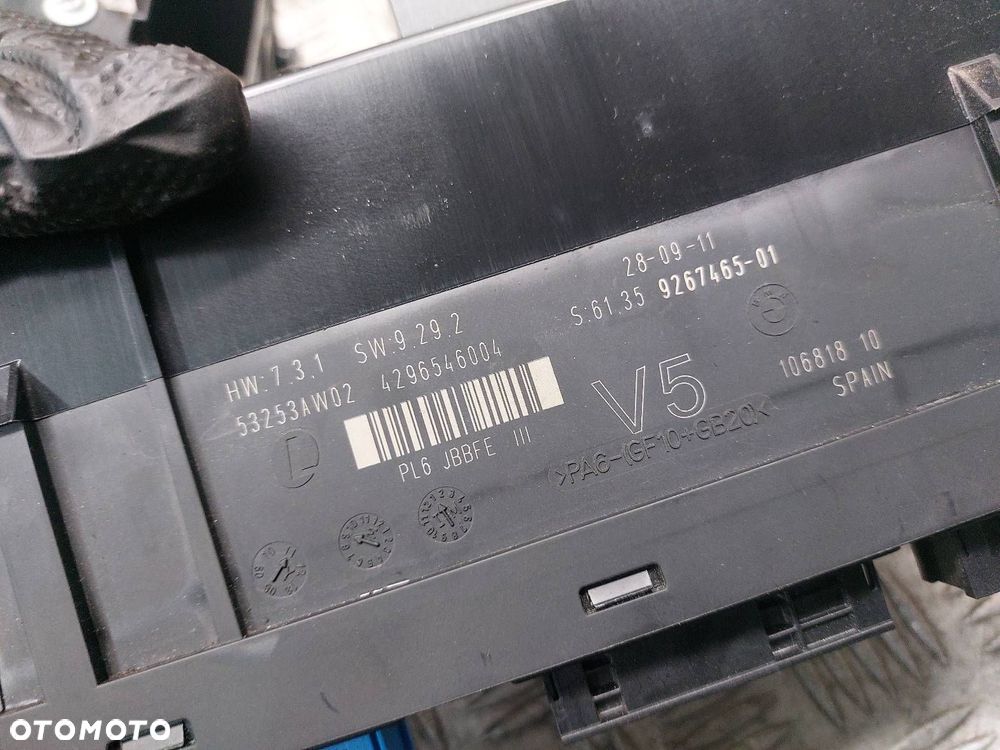 28-09-11
S:61.35 9267465-01
HW:7.3.1 SW:9.29.2
53253AW02 4296546004
PL6 JBBFE III
V5
>PA6-(GF10+GB20)<
106818 10
SPAIN
OTOMOTO